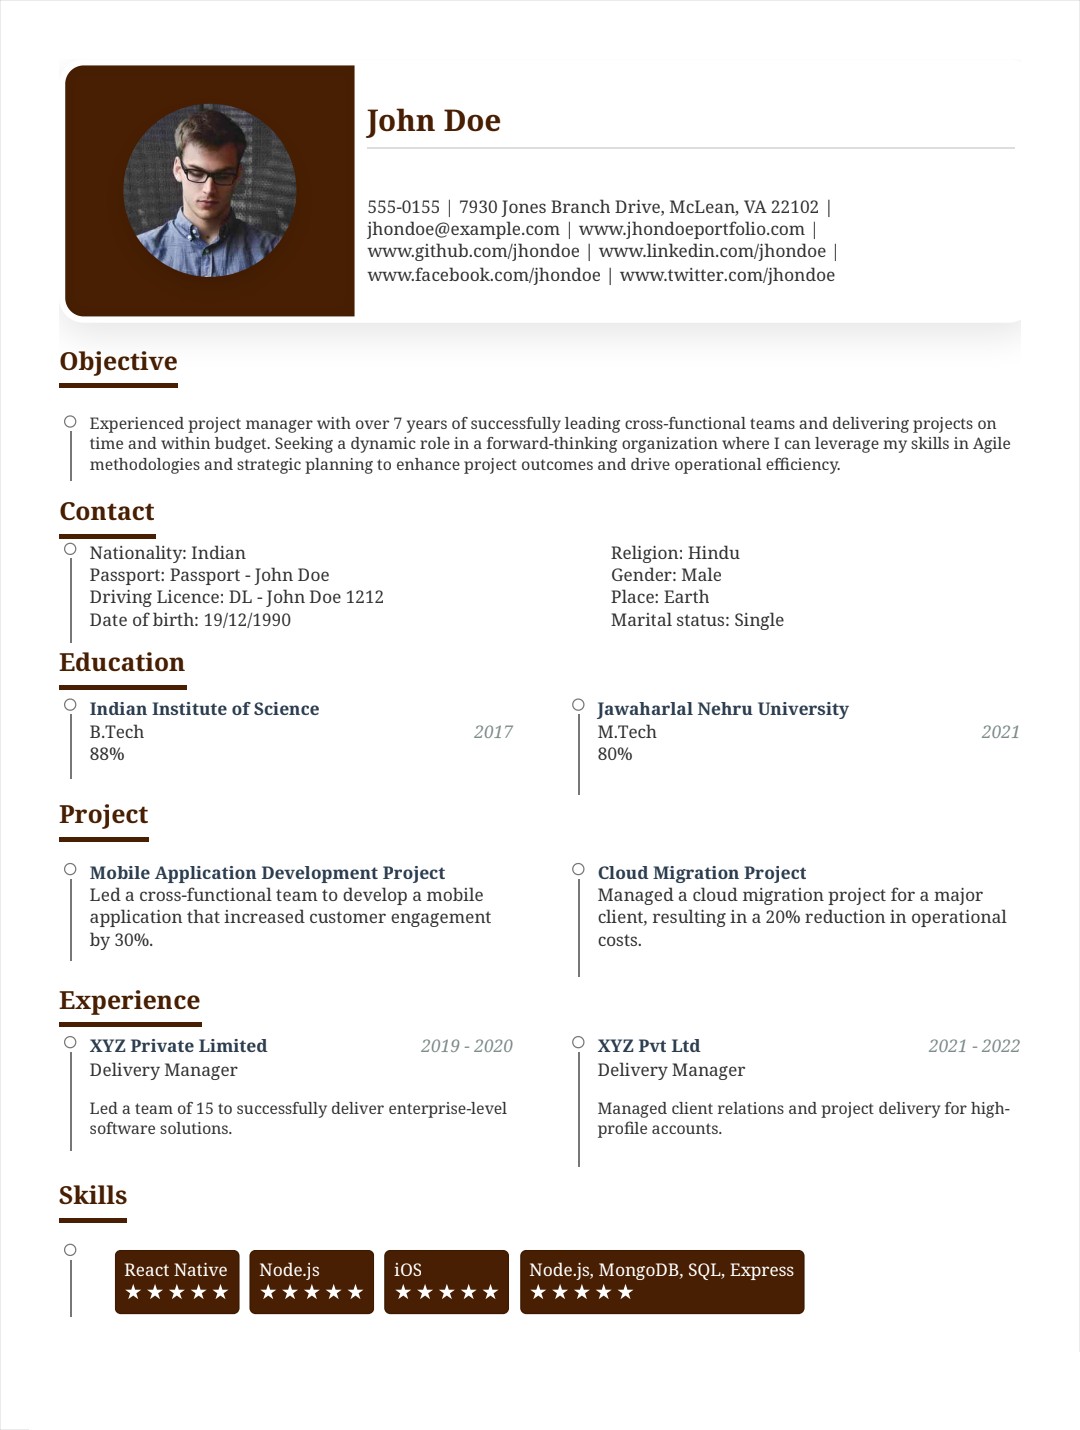 John Doe
555-0155 | 7930 Jones Branch Drive, McLean, VA 22102 |
jhondoe@example.com | www.jhondoeportfolio.com |
www.github.com/jhondoe | www.linkedin.com/jhondoe |
www.facebook.com/jhondoe | www.twitter.com/jhondoe
Objective
Experienced project manager with over 7 years of successfully leading cross-functional teams and delivering projects on
time and within budget. Seeking a dynamic role in a forward-thinking organization where I can leverage my skills in Agile
methodologies and strategic planning to enhance project outcomes and drive operational efficiency.
Contact
Nationality: Indian
Passport: Passport - John Doe
Driving Licence: DL - John Doe 1212
Date of birth: 19/12/1990
Religion: Hindu
Gender: Male
Place: Earth
Marital status: Single
Education
Indian Institute of Science
B.Tech 2017
88%
Jawaharlal Nehru University
M.Tech 2021
80%
Project
Mobile Application Development Project
Led a cross-functional team to develop a mobile
application that increased customer engagement
by 30%.
Cloud Migration Project
Managed a cloud migration project for a major
client, resulting in a 20% reduction in operational
costs.
Experience
XYZ Private Limited 2019 - 2020
Delivery Manager
Led a team of 15 to successfully deliver enterprise-level
software solutions.
XYZ Pvt Ltd 2021 - 2022
Delivery Manager
Managed client relations and project delivery for high-
profile accounts.
Skills
React Native
★★★★★
Node.js
★★★★★
iOS
★★★★★
Node.js, MongoDB, SQL, Express
★★★★★